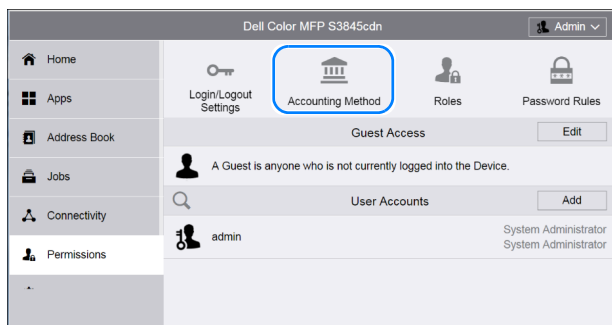 Dell Color MFP S3845cdn
Admin
Home
Apps
Address Book
Jobs
Connectivity
Permissions
Login/Logout
Settings
Accounting Method
Roles
Password Rules
Guest Access
Edit
A Guest is anyone who is not currently logged into the Device.
User Accounts
Add
admin
System Administrator
System Administrator